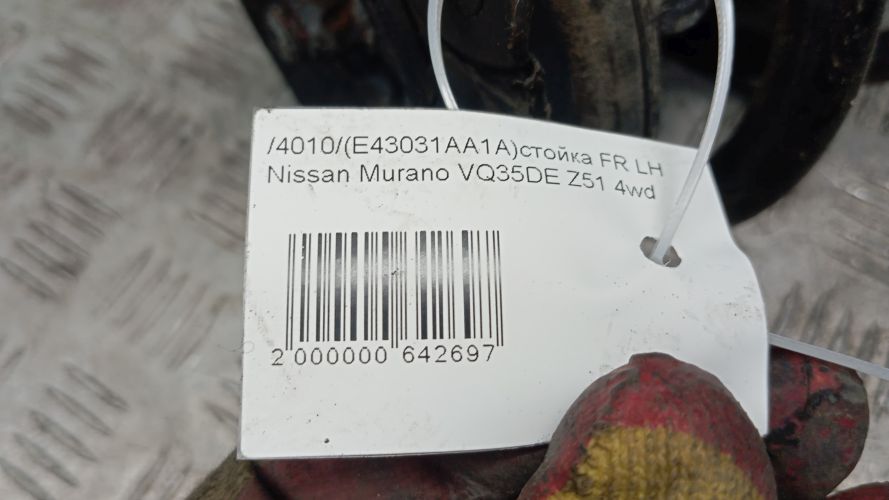 /4010/(E43031AA1A)стойка FR LH
Nissan Murano VQ35DE Z51 4wd
2 000000 642697